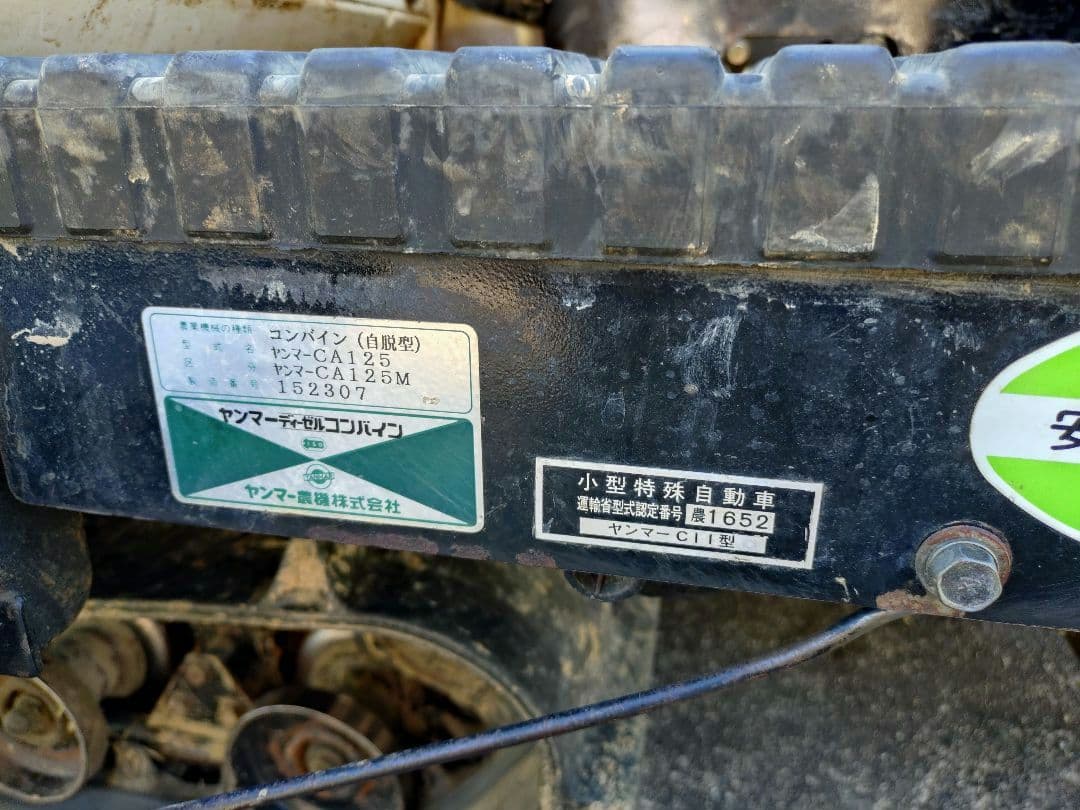 農業機械の種類 コンバイン (自脱型)
型式名 ヤンマーCA125
区分 ヤンマーCA125M
製造番号 152307
ヤンマーディーゼルコンバイン
ヤンマー農機株式会社
小型特殊自動車
運輸省型式認定番号 農1652
ヤンマーC11型
安